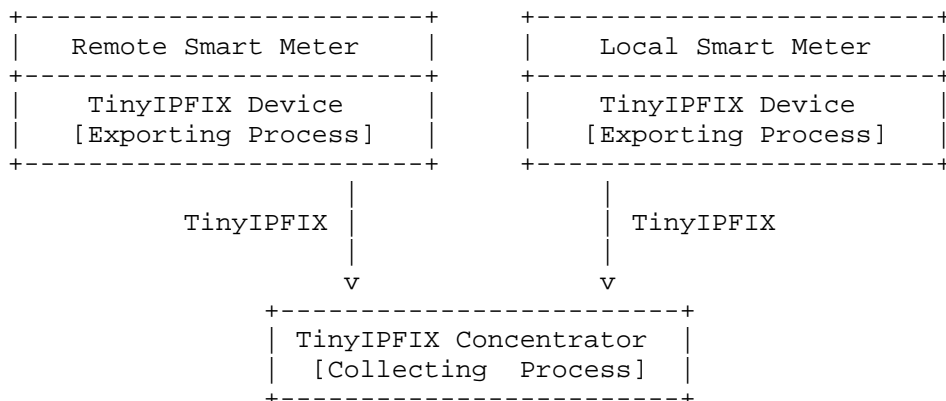 Remote Smart Meter Local Smart Meter
TinyIPFIX Device TinyIPFIX Device
[Exporting Process] [Exporting Process]
TinyIPFIX TinyIPFIX
v v
TinyIPFIX Concentrator
[Collecting Process]